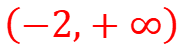 (−2, + ∞)